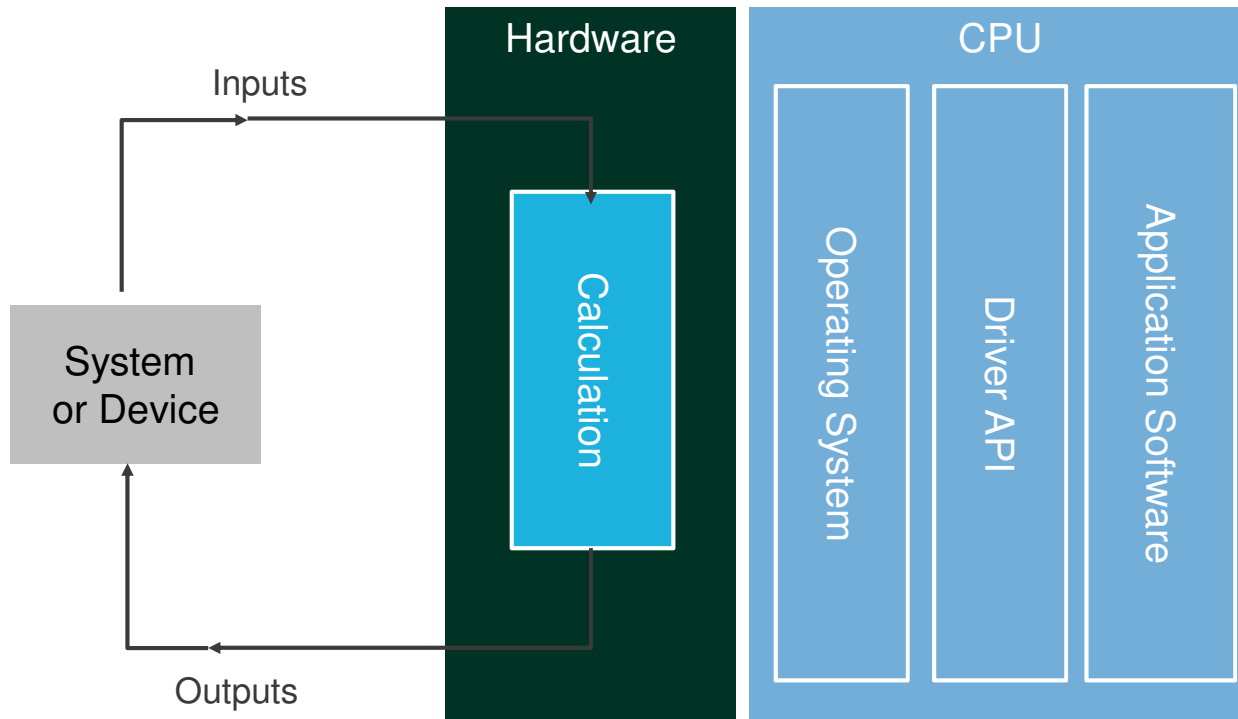 Hardware
CPU
Inputs
System
or Device
Calculation
Operating System
Driver API
Application Software
Outputs